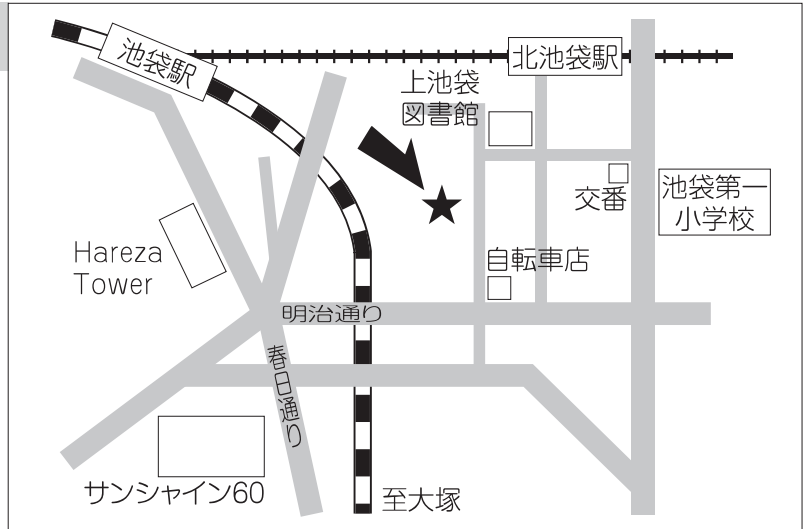 池袋駅
北池袋駅
上池袋
図書館
交番
池袋第一
小学校
Hareza
Tower
自転車店
明治通り
春日通り
サンシャイン60
至大塚